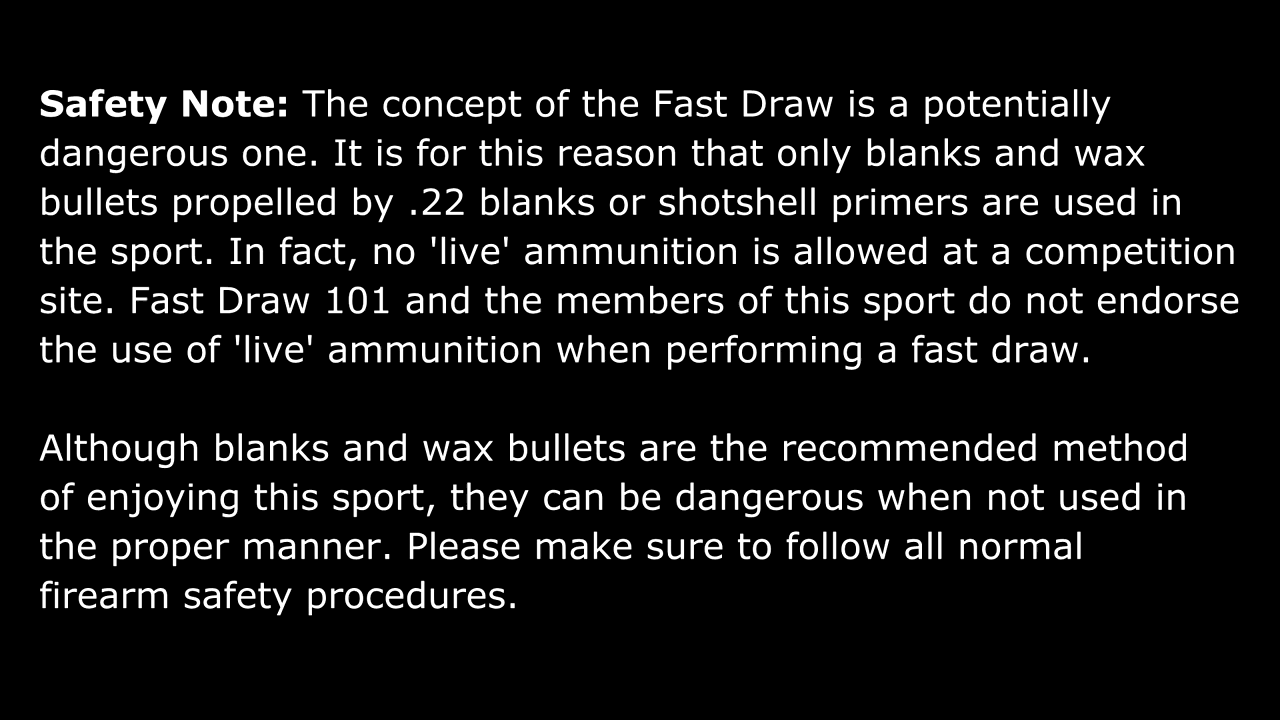 Safety Note: The concept of the Fast Draw is a potentially
dangerous one. It is for this reason that only blanks and wax
bullets propelled by .22 blanks or shotshell primers are used in
the sport. In fact, no 'live' ammunition is allowed at a competition
site. Fast Draw 101 and the members of this sport do not endorse
the use of 'live' ammunition when performing a fast draw.
Although blanks and wax bullets are the recommended method
of enjoying this sport, they can be dangerous when not used in
the proper manner. Please make sure to follow all normal
firearm safety procedures.